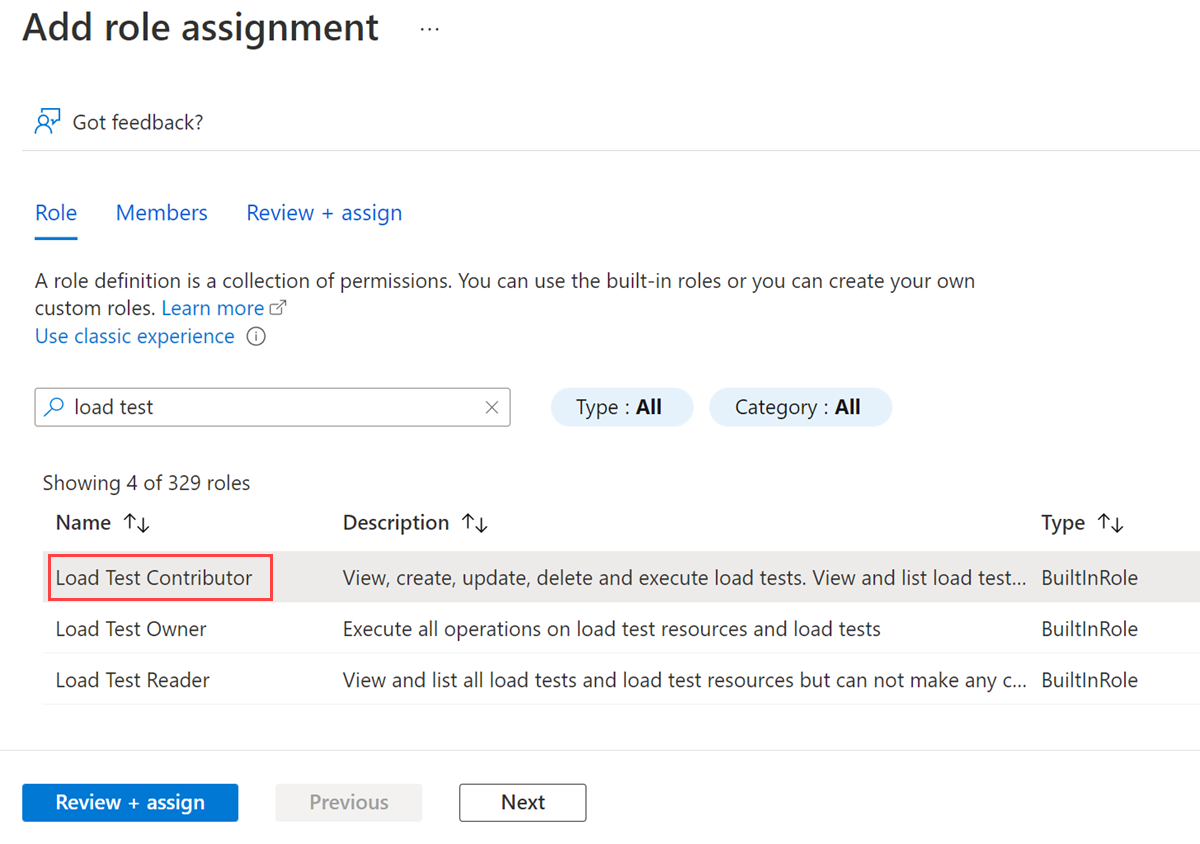 Add role assignment ...
Got feedback?
Role Members Review + assign
A role definition is a collection of permissions. You can use the built-in roles or you can create your own
custom roles. Learn more
Use classic experience
load test Type : All Category : All
Showing 4 of 329 roles
Name Description Type
Load Test Contributor View, create, update, delete and execute load tests. View and list load test... BuiltInRole
Load Test Owner Execute all operations on load test resources and load tests BuiltInRole
Load Test Reader View and list all load tests and load test resources but can not make any c... BuiltInRole
Review + assign Previous Next